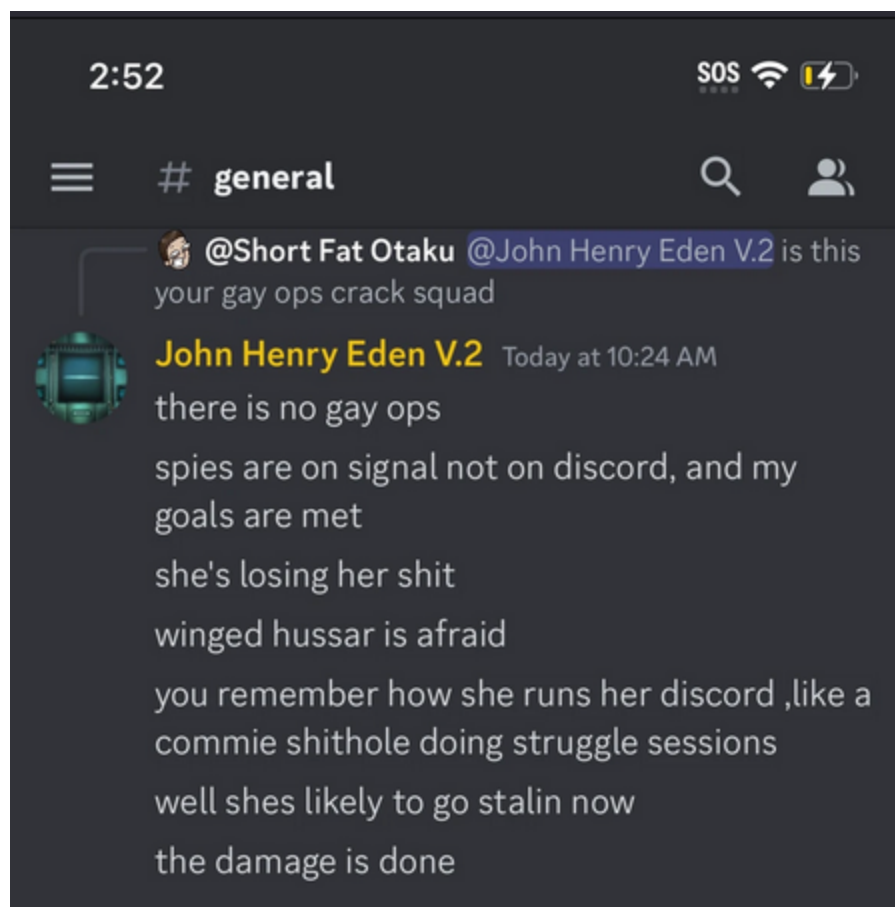 2:52 SOS
# general
@Short Fat Otaku @John Henry Eden V.2 is this
your gay ops crack squad
John Henry Eden V.2 Today at 10:24 AM
there is no gay ops
spies are on signal not on discord, and my
goals are met
she's losing her shit
winged hussar is afraid
you remember how she runs her discord ,like a
commie shithole doing struggle sessions
well shes likely to go stalin now
the damage is done